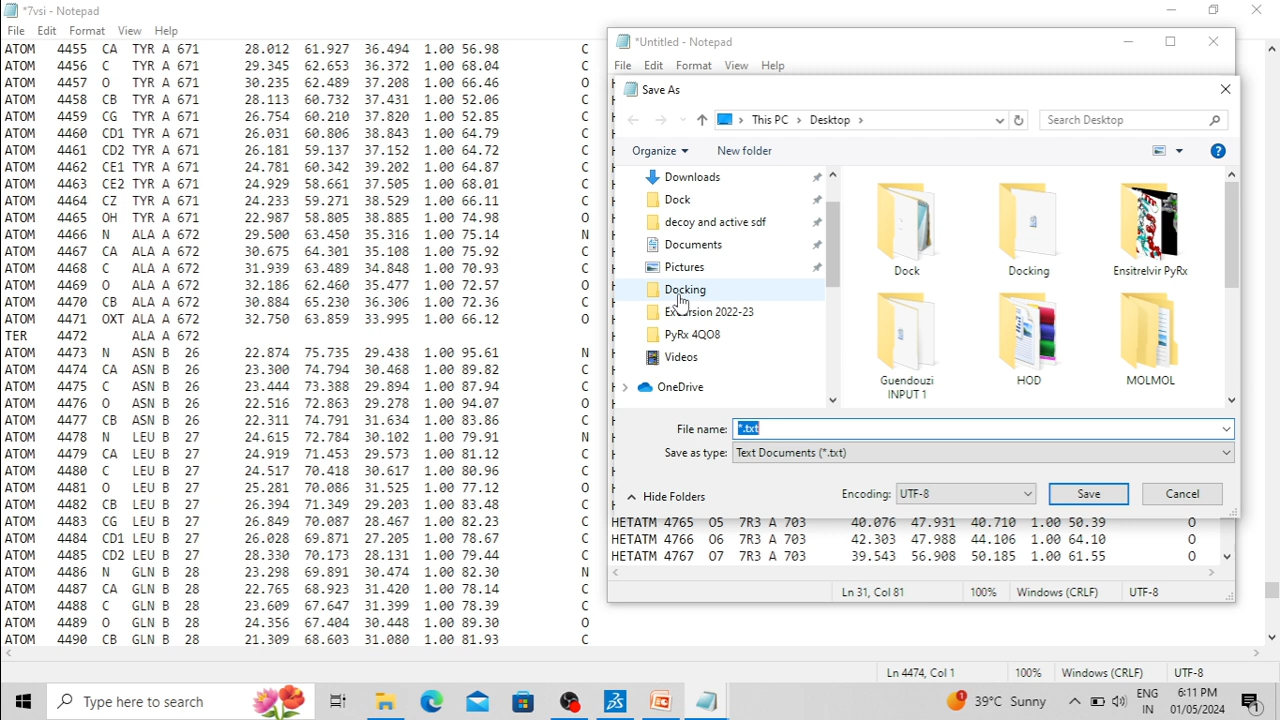 *7vsi - Notepad
File Edit Format View Help
ATOM 4455 CA TYR A 671 28.012 61.927 36.494 1.00 56.98 C
ATOM 4456 C TYR A 671 29.345 62.653 36.372 1.00 68.04 C
ATOM 4457 O TYR A 671 30.235 62.489 37.208 1.00 66.46 O
ATOM 4458 CB TYR A 671 28.113 60.732 37.431 1.00 52.06 C
ATOM 4459 CG TYR A 671 26.754 60.210 37.820 1.00 52.85 C
ATOM 4460 CD1 TYR A 671 26.031 60.806 38.843 1.00 64.79 C
ATOM 4461 CD2 TYR A 671 26.181 59.137 37.152 1.00 64.72 C
ATOM 4462 CE1 TYR A 671 24.781 60.342 39.202 1.00 64.87 C
ATOM 4463 CE2 TYR A 671 24.929 58.661 37.505 1.00 68.01 C
ATOM 4464 CZ TYR A 671 24.233 59.271 38.529 1.00 66.11 C
ATOM 4465 OH TYR A 671 22.987 58.805 38.885 1.00 74.98 O
ATOM 4466 N ALA A 672 29.500 63.450 35.316 1.00 75.14 N
ATOM 4467 CA ALA A 672 30.675 64.301 35.108 1.00 75.92 C
ATOM 4468 C ALA A 672 31.939 63.489 34.848 1.00 70.93 C
ATOM 4469 O ALA A 672 32.186 62.460 35.477 1.00 72.57 O
ATOM 4470 CB ALA A 672 30.884 65.230 36.306 1.00 72.36 C
ATOM 4471 OXT ALA A 672 32.750 63.859 33.995 1.00 66.12 O
TER 4472 ALA A 672
ATOM 4473 N ASN B 26 22.874 75.735 29.438 1.00 95.61 N
ATOM 4474 CA ASN B 26 23.300 74.794 30.468 1.00 89.82 C
ATOM 4475 C ASN B 26 23.444 73.388 29.894 1.00 87.94 C
ATOM 4476 O ASN B 26 22.516 72.863 29.278 1.00 94.07 O
ATOM 4477 CB ASN B 26 22.311 74.791 31.634 1.00 83.86 C
ATOM 4478 N LEU B 27 24.615 72.784 30.102 1.00 79.91 N
ATOM 4479 CA LEU B 27 24.919 71.453 29.573 1.00 81.12 C
ATOM 4480 C LEU B 27 24.517 70.418 30.617 1.00 80.96 C
ATOM 4481 O LEU B 27 25.281 70.086 31.525 1.00 77.12 O
ATOM 4482 CB LEU B 27 26.394 71.349 29.203 1.00 83.48 C
ATOM 4483 CG LEU B 27 26.849 70.087 28.467 1.00 82.23 C
ATOM 4484 CD1 LEU B 27 26.028 69.871 27.205 1.00 78.67 C
ATOM 4485 CD2 LEU B 27 28.330 70.173 28.131 1.00 79.44 C
ATOM 4486 N GLN B 28 23.298 69.891 30.474 1.00 82.30 N
ATOM 4487 CA GLN B 28 22.765 68.923 31.420 1.00 78.14 C
ATOM 4488 C GLN B 28 23.609 67.647 31.399 1.00 78.39 C
ATOM 4489 O GLN B 28 24.356 67.404 30.448 1.00 89.30 O
ATOM 4490 CB GLN B 28 21.309 68.603 31.080 1.00 81.93 C
Ln 4474, Col 1 100% Windows (CRLF) UTF-8
*Untitled - Notepad
File Edit Format View Help
Save As
This PC Desktop Search Desktop
Organize New folder
Downloads
Dock
decoy and active sdf
Documents
Pictures
Docking
PyRx 4QO8
Videos
OneDrive
Dock Docking Ensitrelvir PyRx
Guendouzi INPUT 1 HOD MOLMOL
File name: *.txt
Save as type: Text Documents (*.txt)
Hide Folders Encoding: UTF-8 Save Cancel
HETATM 4765 O5 7R3 A 703 40.076 47.931 40.710 1.00 50.39 O
HETATM 4766 O6 7R3 A 703 42.303 47.988 44.106 1.00 64.10 O
HETATM 4767 O7 7R3 A 703 39.543 56.908 50.185 1.00 61.55 O
Ln 31, Col 81 100% Windows (CRLF) UTF-8
Type here to search 39°C Sunny ENG IN 6:11 PM 01/05/2024